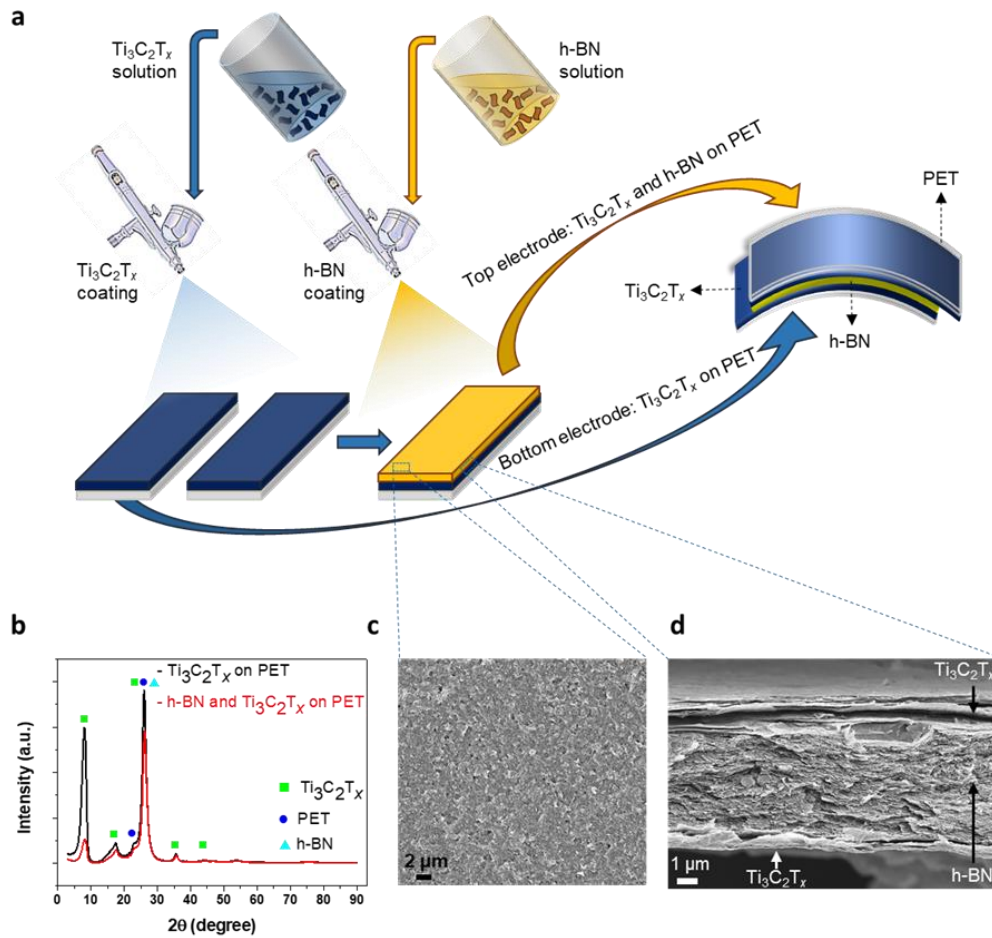 a
Ti₃C₂Tₓ
solution
h-BN
solution
Ti₃C₂Tₓ
coating
h-BN
coating
Top electrode: Ti₃C₂Tₓ and h-BN on PET
PET
Ti₃C₂Tₓ
h-BN
Bottom electrode: Ti₃C₂Tₓ on PET
b
- Ti₃C₂Tₓ on PET
- h-BN and Ti₃C₂Tₓ on PET
Ti₃C₂Tₓ
PET
h-BN
Intensity (a.u.)
0 10 20 30 40 50 60 70 80 90
2θ (degree)
c
2 μm
d
Ti₃C₂Tₓ
1 μm
Ti₃C₂Tₓ
h-BN